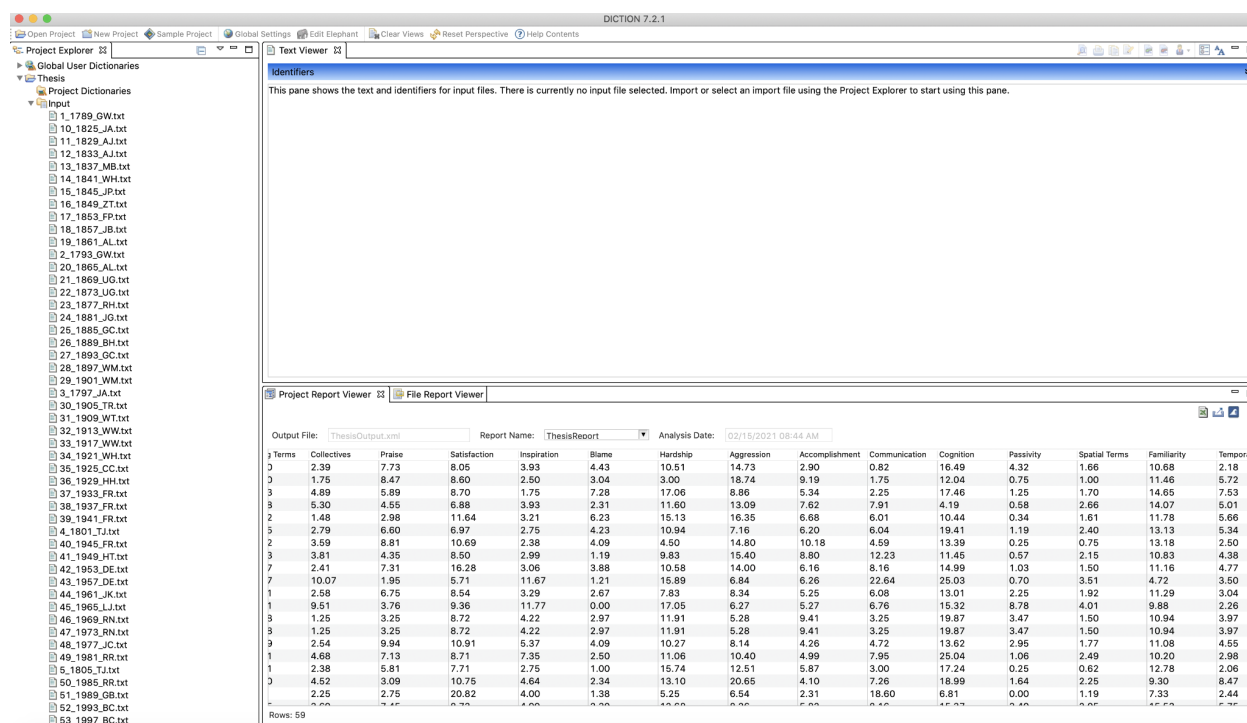 DICTION 7.2.1
Open Project New Project Sample Project Global Settings Edit Elephant Clear Views Reset Perspective Help Contents
Project Explorer
Global User Dictionaries
Thesis
Project Dictionaries
Input
1_1789_GW.txt
10_1825_JA.txt
11_1829_AJ.txt
12_1833_AJ.txt
13_1837_MB.txt
14_1841_WH.txt
15_1845_JP.txt
16_1849_ZT.txt
17_1853_FP.txt
18_1857_JB.txt
19_1861_AL.txt
2_1793_GW.txt
20_1865_AL.txt
21_1869_UG.txt
22_1873_UG.txt
23_1877_RH.txt
24_1881_JG.txt
25_1885_GC.txt
26_1889_BH.txt
27_1893_GC.txt
28_1897_WM.txt
29_1901_WM.txt
3_1797_JA.txt
30_1905_TR.txt
31_1909_WT.txt
32_1913_WW.txt
33_1917_WW.txt
34_1921_WH.txt
35_1925_CC.txt
36_1929_HH.txt
37_1933_FR.txt
38_1937_FR.txt
39_1941_FR.txt
4_1801_TJ.txt
40_1945_FR.txt
41_1949_HT.txt
42_1953_DE.txt
43_1957_DE.txt
44_1961_JK.txt
45_1965_LJ.txt
46_1969_RN.txt
47_1973_RN.txt
48_1977_JC.txt
49_1981_RR.txt
5_1805_TJ.txt
50_1985_RR.txt
51_1989_GB.txt
52_1993_BC.txt
53_1997_BC.txt
Text Viewer
Identifiers
This pane shows the text and identifiers for input files. There is currently no input file selected. Import or select an import file using the Project Explorer to start using this pane.
Project Report Viewer File Report Viewer
Output File: ThesisOutput.xml Report Name: ThesisReport Analysis Date: 02/15/2021 08:44 AM
Terms Collectives Praise Satisfaction Inspiration Blame Hardship Aggression Accomplishment Communication Cognition Passivity Spatial Terms Familiarity Tempor
2.39 7.73 8.05 3.93 4.43 10.51 14.73 2.90 0.82 16.49 4.32 1.66 10.68 2.18
1.75 8.47 8.60 2.50 3.04 3.00 18.74 9.19 1.75 12.04 0.75 1.00 11.46 5.72
3 4.89 5.89 8.70 1.75 7.28 17.06 8.86 5.34 2.25 17.46 1.25 1.70 14.65 7.53
5.30 4.55 6.88 3.93 2.31 11.60 13.09 7.62 7.91 4.19 0.58 2.66 14.07 5.01
2 1.48 2.98 11.64 3.21 6.23 15.13 16.35 6.68 6.01 10.44 0.34 1.61 11.78 5.66
2.79 6.60 6.97 2.75 4.23 10.94 7.16 6.20 6.04 19.41 1.19 2.40 13.13 5.34
2 3.59 8.81 10.69 2.38 4.09 4.50 14.80 10.18 4.59 13.39 0.25 0.75 13.18 2.50
3 3.81 4.35 8.50 2.99 1.19 9.83 15.40 8.80 12.23 11.45 0.57 2.15 10.83 4.38
7 2.41 7.31 16.28 3.06 3.88 10.58 14.00 6.16 8.16 14.99 1.03 1.50 11.16 4.77
7 10.07 1.95 5.71 11.67 1.21 15.89 6.84 6.26 22.64 25.03 0.70 3.51 4.72 3.50
1 2.58 6.75 8.54 3.29 2.67 7.83 8.34 5.25 6.08 13.01 2.25 1.92 11.29 3.04
1 9.51 3.76 9.36 11.77 0.00 17.05 6.27 5.27 6.76 15.32 8.78 4.01 9.88 2.26
1.25 3.25 8.72 4.22 2.97 11.91 5.28 9.41 3.25 19.87 3.47 1.50 10.94 3.97
1.25 3.25 8.72 4.22 2.97 11.91 5.28 9.41 3.25 19.87 3.47 1.50 10.94 3.97
2.54 9.94 10.91 5.37 4.09 10.27 8.14 4.26 4.72 13.62 2.95 1.77 11.08 4.55
1 4.68 7.13 8.71 7.35 2.50 11.06 10.40 4.99 7.95 25.04 1.06 2.49 10.20 2.98
1 2.38 5.81 7.71 2.75 1.00 15.74 12.51 5.87 3.00 17.24 0.25 0.62 12.78 2.06
4.52 3.09 10.75 4.64 2.34 13.10 20.65 4.10 7.26 18.99 1.64 2.25 9.30 8.47
2.25 2.75 20.82 4.00 1.38 5.25 6.54 2.31 18.60 6.81 0.00 1.19 7.33 2.44
Rows: 59